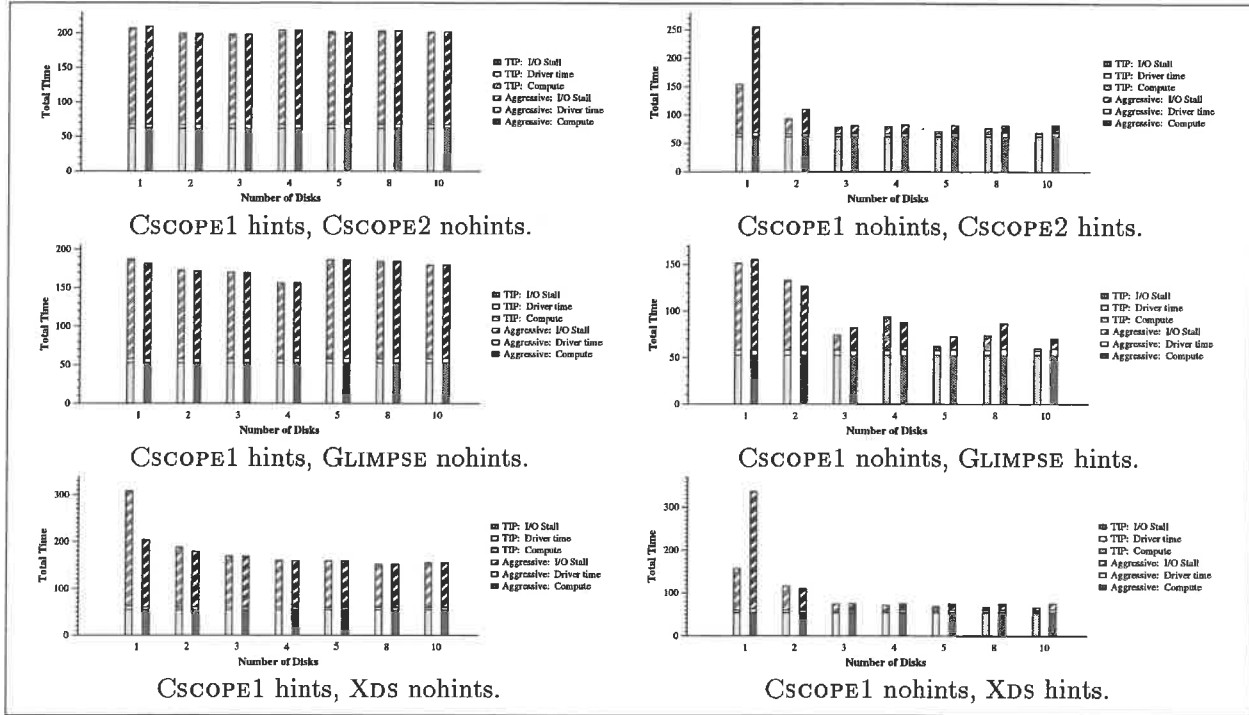 Total Time
200
150
100
50
0
1 2 3 4 5 8 10
Number of Disks
TIP: I/O Stall
TIP: Driver time
TIP: Compute
Aggressive: I/O Stall
Aggressive: Driver time
Aggressive: Compute
CSCOPE1 hints, CSCOPE2 nohints.
Total Time
250
200
150
100
50
0
1 2 3 4 5 8 10
Number of Disks
TIP: I/O Stall
TIP: Driver time
TIP: Compute
Aggressive: I/O Stall
Aggressive: Driver time
Aggressive: Compute
CSCOPE1 nohints, CSCOPE2 hints.
Total Time
200
150
100
50
0
1 2 3 4 5 8 10
Number of Disks
TIP: I/O Stall
TIP: Driver time
TIP: Compute
Aggressive: I/O Stall
Aggressive: Driver time
Aggressive: Compute
CSCOPE1 hints, GLIMPSE nohints.
Total Time
150
100
50
0
1 2 3 4 5 8 10
Number of Disks
TIP: I/O Stall
TIP: Driver time
TIP: Compute
Aggressive: I/O Stall
Aggressive: Driver time
Aggressive: Compute
CSCOPE1 nohints, GLIMPSE hints.
Total Time
300
200
100
0
1 2 3 4 5 8 10
Number of Disks
TIP: I/O Stall
TIP: Driver time
TIP: Compute
Aggressive: I/O Stall
Aggressive: Driver time
Aggressive: Compute
CSCOPE1 hints, XDS nohints.
Total Time
300
200
100
0
1 2 3 4 5 8 10
Number of Disks
TIP: I/O Stall
TIP: Driver time
TIP: Compute
Aggressive: I/O Stall
Aggressive: Driver time
Aggressive: Compute
CSCOPE1 nohints, XDS hints.